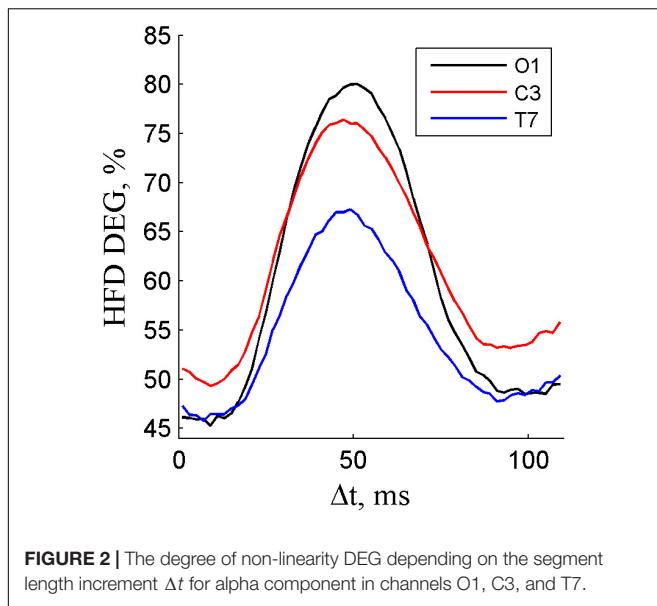 85
80
75
70
65
60
55
50
45
HFD DEG, %
O1
C3
T7
0
50
100
Δt, ms
FIGURE 2 | The degree of non-linearity DEG depending on the segment
length increment Δt for alpha component in channels O1, C3, and T7.